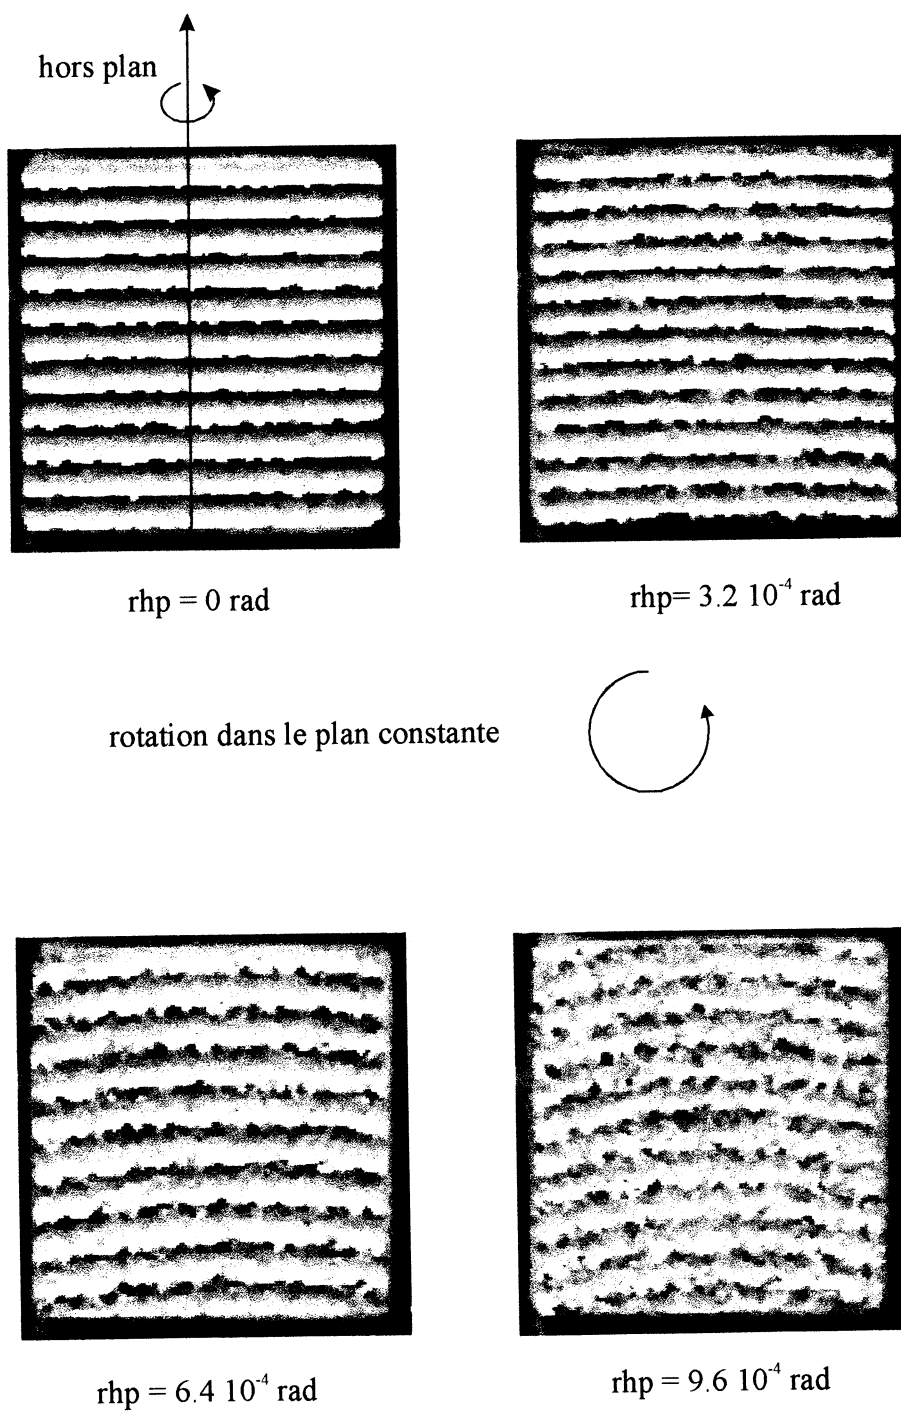 hors plan
rhp = 0 rad
rhp= 3.2 10⁻⁴ rad
rotation dans le plan constante
rhp = 6.4 10⁻⁴ rad
rhp = 9.6 10⁻⁴ rad